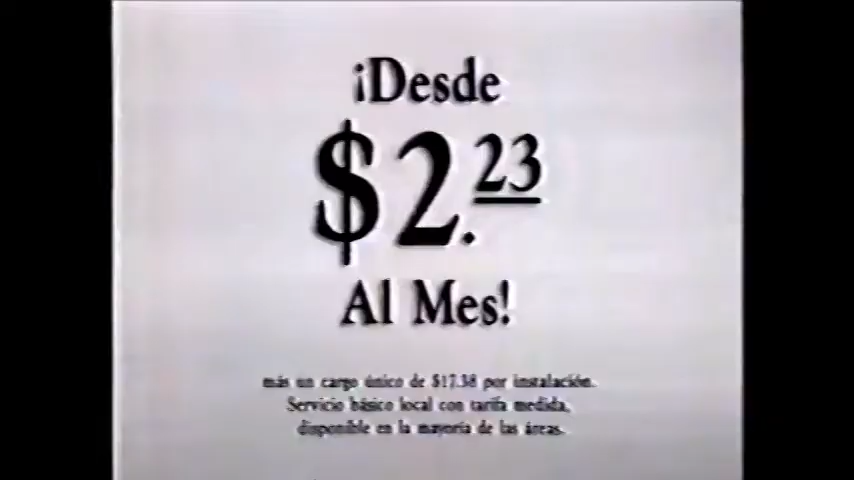 ¡Desde
$2.23
Al Mes!
más un cargo único de $17.38 por instalación.
Servicio básico local con tarifa medida,
disponible en la mayoría de las áreas.